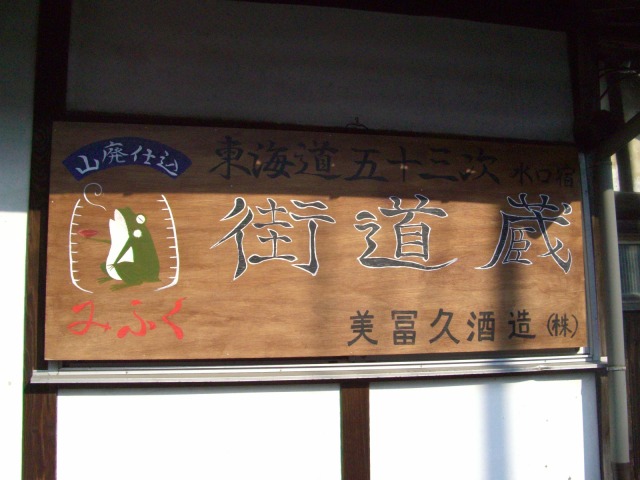 山廃仕込
東海道五十三次 水口宿
街道蔵
みふく
美冨久酒造(株)